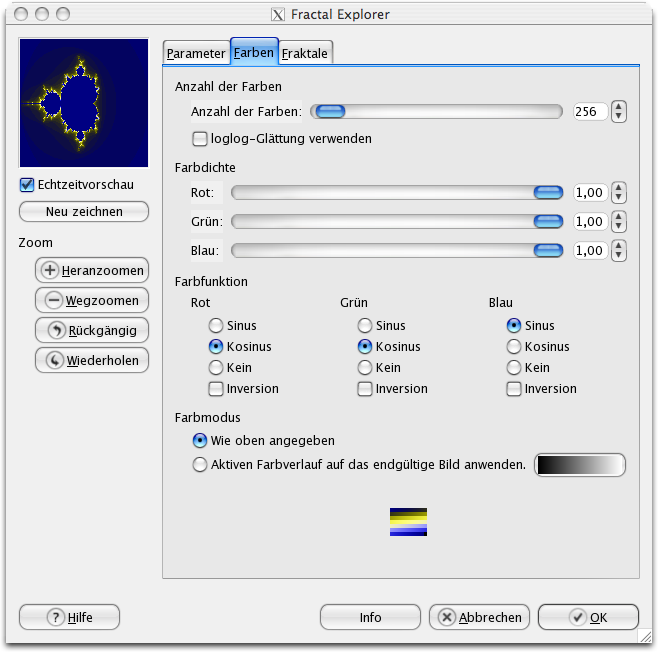 Fractal Explorer
Parameter Farben Fraktale
Anzahl der Farben
Anzahl der Farben: 256
loglog-Glättung verwenden
Farbdichte
Rot: 1,00
Grün: 1,00
Blau: 1,00
Farbfunktion
Rot Grün Blau
Sinus Sinus Sinus
Kosinus Kosinus Kosinus
Kein Kein Kein
Inversion Inversion Inversion
Farbmodus
Wie oben angegeben
Aktiven Farbverlauf auf das endgültige Bild anwenden.
Echtzeitvorschau
Neu zeichnen
Zoom
Heranzoomen
Wegzoomen
Rückgängig
Wiederholen
Hilfe Info Abbrechen OK